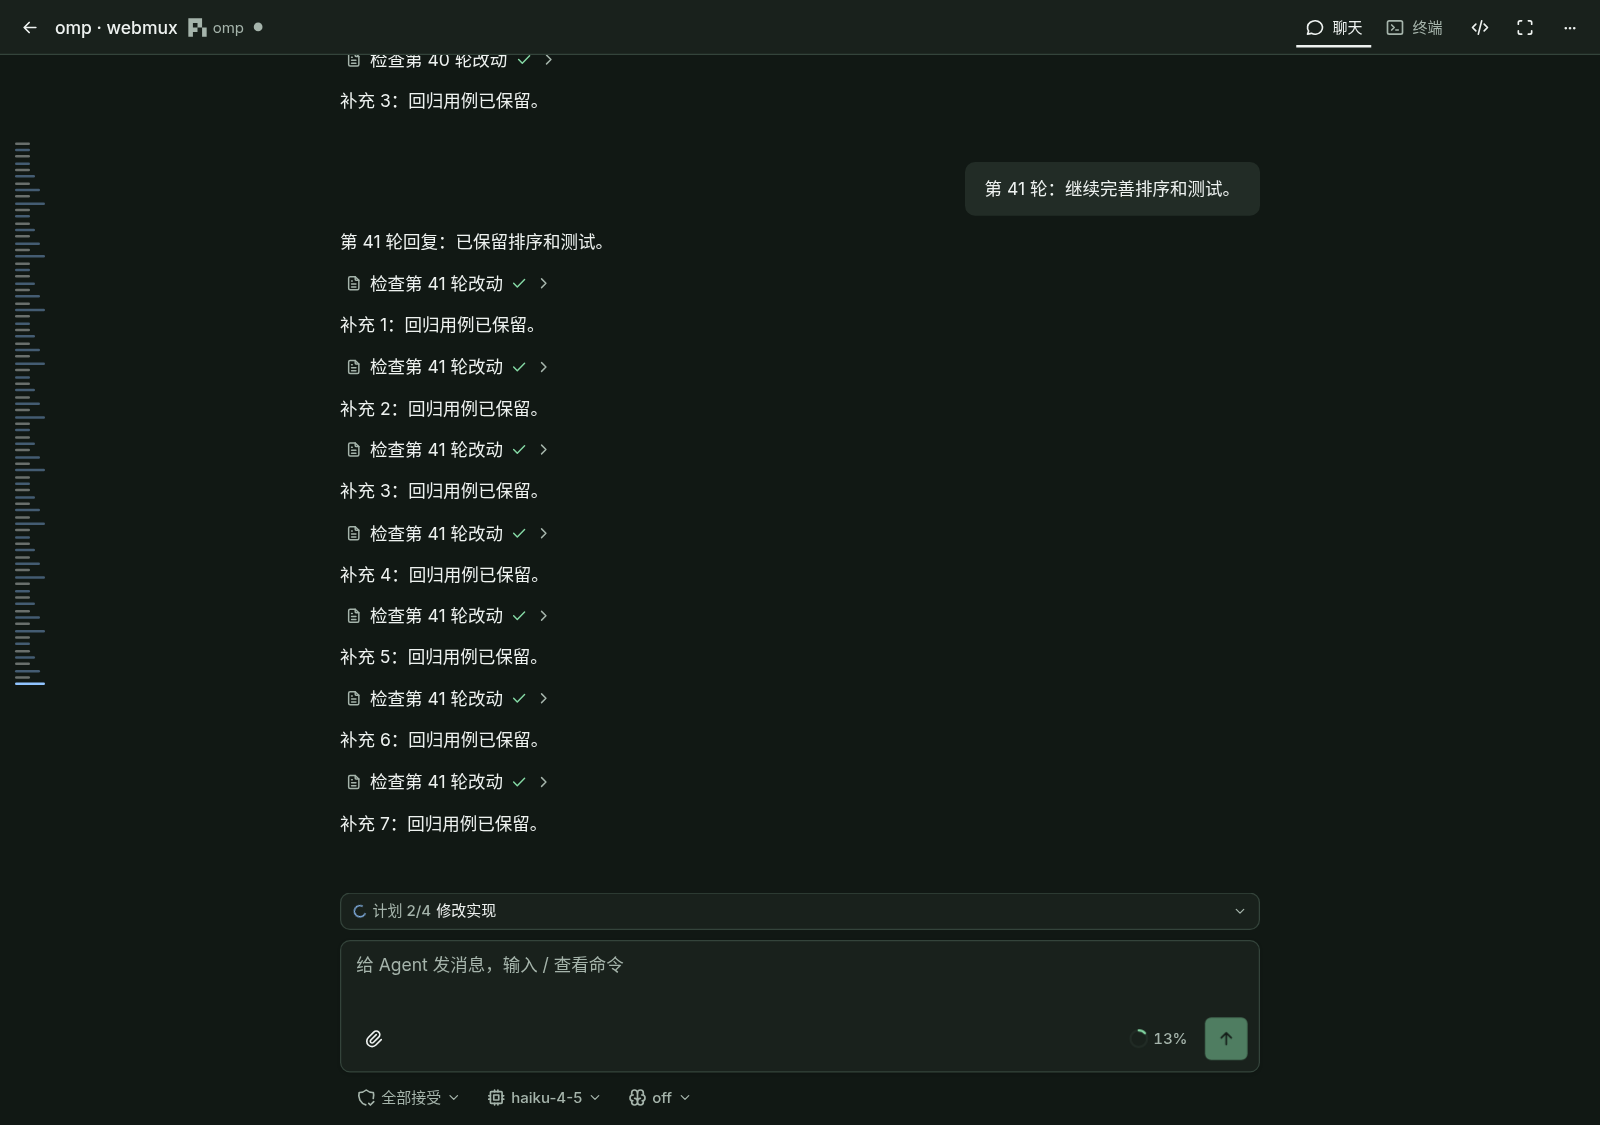 omp · webmux omp 聊天 终端
检查第 40 轮改动
补充 3：回归用例已保留。
第 41 轮：继续完善排序和测试。
第 41 轮回复：已保留排序和测试。
检查第 41 轮改动
补充 1：回归用例已保留。
检查第 41 轮改动
补充 2：回归用例已保留。
检查第 41 轮改动
补充 3：回归用例已保留。
检查第 41 轮改动
补充 4：回归用例已保留。
检查第 41 轮改动
补充 5：回归用例已保留。
检查第 41 轮改动
补充 6：回归用例已保留。
检查第 41 轮改动
补充 7：回归用例已保留。
计划 2/4 修改实现
给 Agent 发消息，输入 / 查看命令
13%
全部接受 haiku-4-5 off